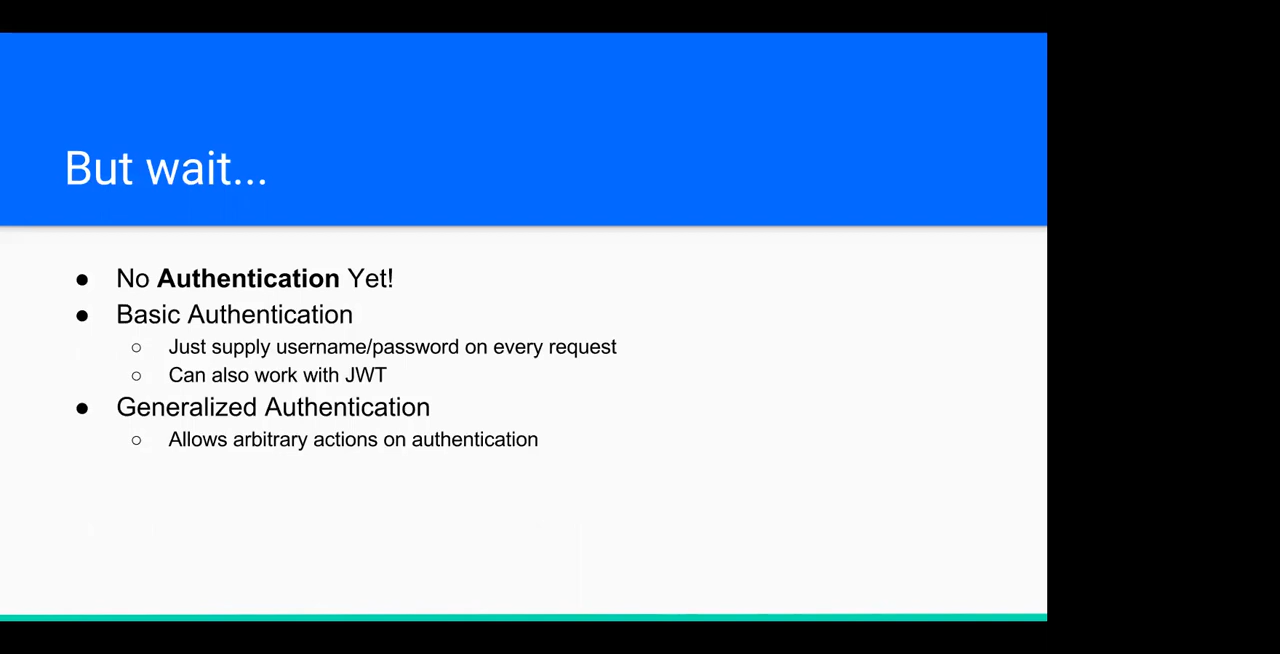 But wait...
● No Authentication Yet!
● Basic Authentication
○ Just supply username/password on every request
○ Can also work with JWT
● Generalized Authentication
○ Allows arbitrary actions on authentication